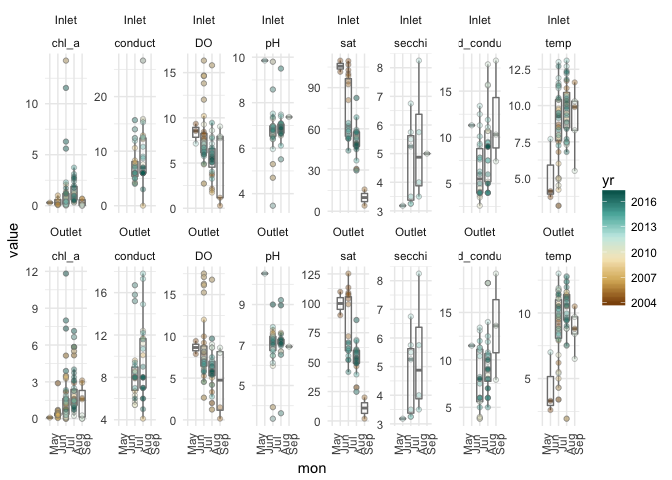 Inlet Inlet Inlet Inlet Inlet Inlet Inlet Inlet
chl_a conduct DO pH sat secchi d_condu temp
10 5 0
20 10 0
15 10 5 0
10 8 6 4
90 60 30 0
8 7 6 5 4 3
15 10 5
12.5 10.0 7.5 5.0
Outlet Outlet Outlet Outlet Outlet Outlet Outlet Outlet
chl_a conduct DO pH sat secchi d_condu temp
12 9 6 3 0
16 12 8 4
15 10 5 0
9 7 5
125 100 75 50 25 0
8 7 6 5 4 3
15 10 5
10 5
May Jun Jul Aug Sep
May Jun Jul Aug Sep
May Jun Jul Aug Sep
May Jun Jul Aug Sep
May Jun Jul Aug Sep
May Jun Jul Aug Sep
May Jun Jul Aug Sep
May Jun Jul Aug Sep
mon
value
yr
2016
2013
2010
2007
2004